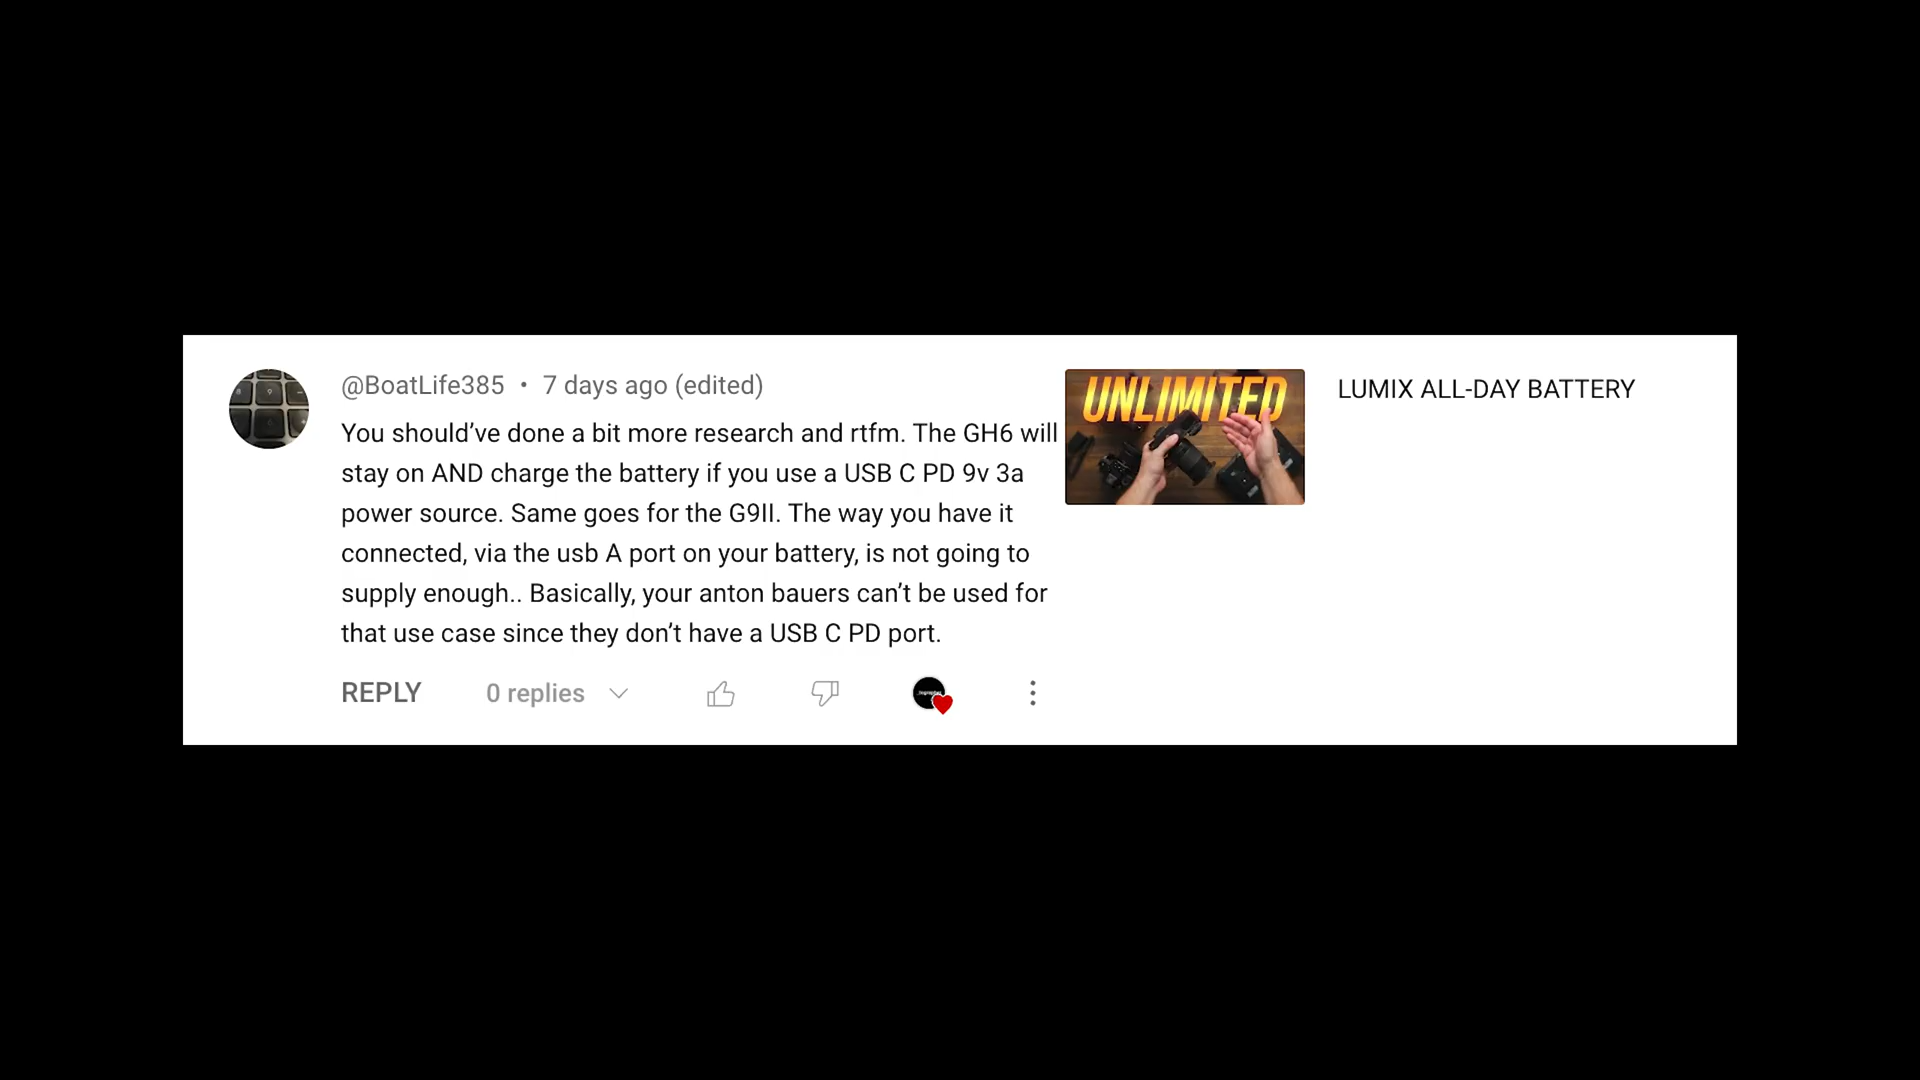 @BoatLife385 • 7 days ago (edited)
You should’ve done a bit more research and rtfm. The GH6 will
stay on AND charge the battery if you use a USB C PD 9v 3a
power source. Same goes for the G9II. The way you have it
connected, via the usb A port on your battery, is not going to
supply enough.. Basically, your anton bauers can’t be used for
that use case since they don’t have a USB C PD port.
REPLY 0 replies
UNLIMITED
LUMIX ALL-DAY BATTERY